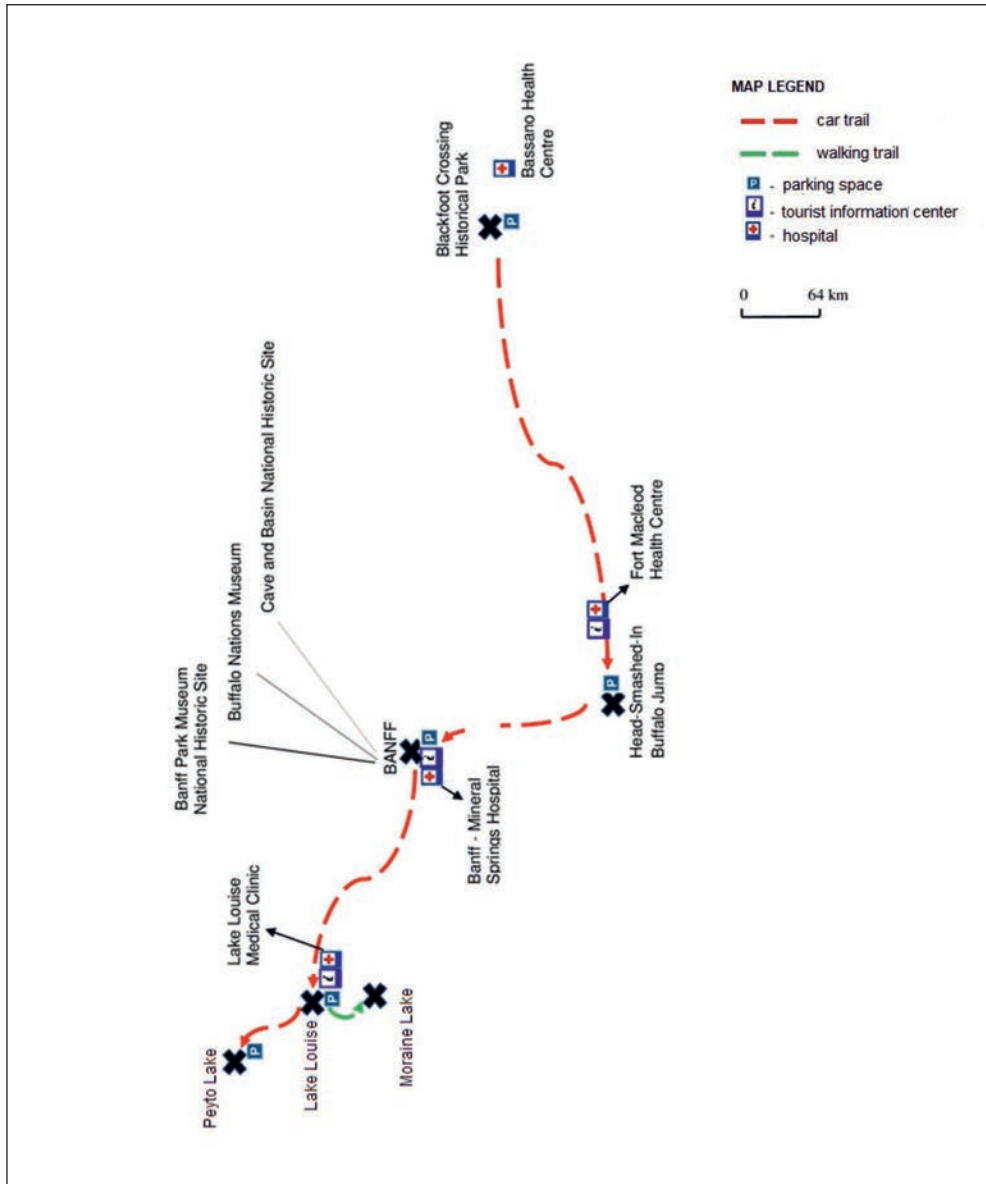 MAP LEGEND
car trail
walking trail
P - parking space
i - tourist information center
- hospital
0 64 km
Blackfoot Crossing
Historical Park
P
Bassano Health
Centre
Fort Macleod
Health Centre
i
P
Head-Smashed-In
Buffalo Jump
Cave and Basin National Historic Site
Buffalo Nations Museum
Banff Park Museum
National Historic Site
BANFF
P
i
Banff - Mineral
Springs Hospital
Lake Louise
Medical Clinic
i
P
Lake Louise
Moraine Lake
P
Peyto Lake